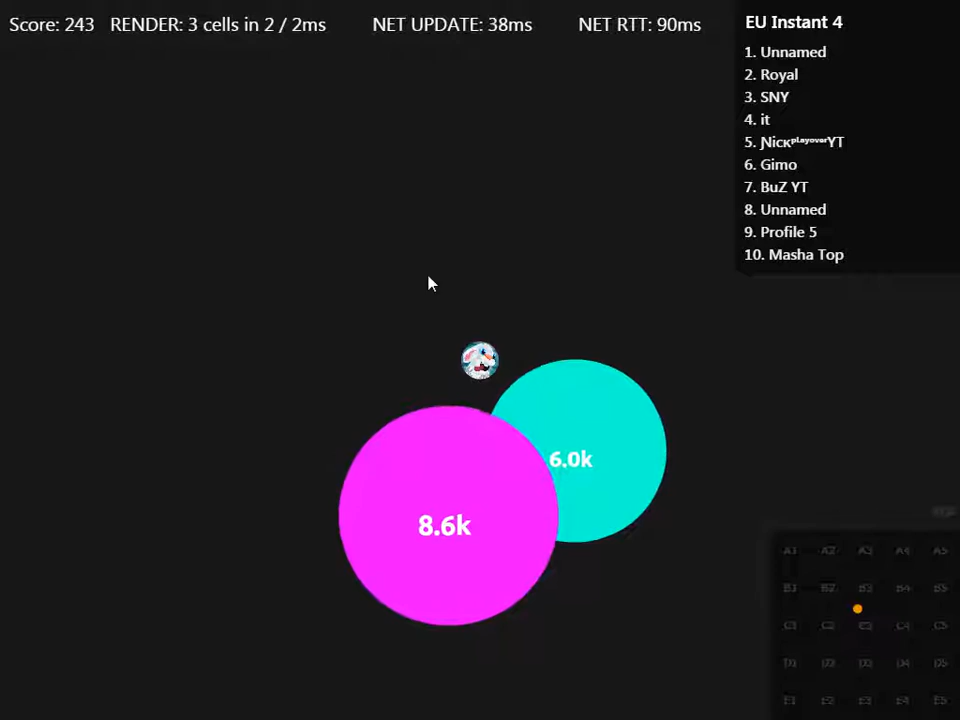 Score: 243 RENDER: 3 cells in 2 / 2ms NET UPDATE: 38ms NET RTT: 90ms
EU Instant 4
1. Unnamed
2. Royal
3. SNY
4. it
5. ƝicĸᵖᴸᵃʸᵒᵛᵉʳYT
6. Gimo
7. BuZ YT
8. Unnamed
9. Profile 5
10. Masha Top
6.0k
8.6k
A1 A2 A3 A4 A5
B1 B2 B3 B4 B5
C1 C2 C3 C4 C5
D1 D2 D3 D4 D5
E1 E2 E3 E4 E5